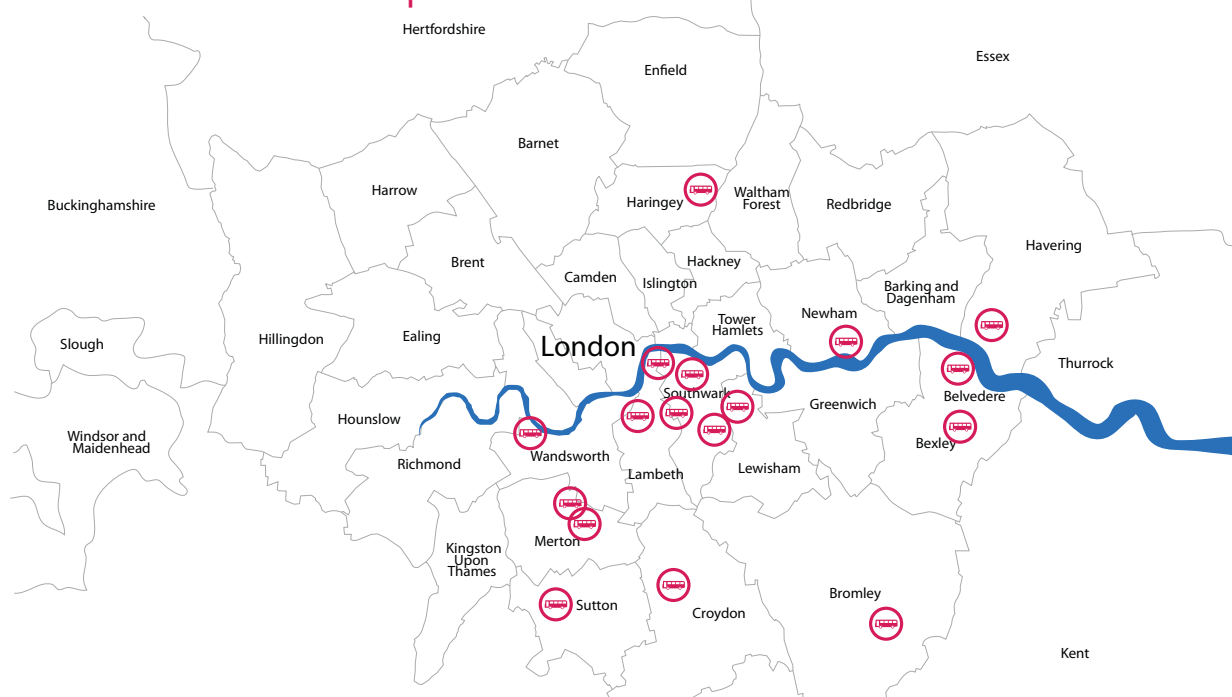 Hertfordshire
Essex
Enfield
Barnet
Harrow
Buckinghamshire
Haringey
Waltham
Forest
Redbridge
Havering
Brent
Camden
Islington
Hackney
Barking and
Dagenham
Slough
Hillingdon
Ealing
London
Tower
Hamlets
Newham
Thurrock
Southwark
Belvedere
Greenwich
Hounslow
Windsor and
Maidenhead
Bexley
Richmond
Wandsworth
Lambeth
Lewisham
Merton
Kingston
Upon
Thames
Sutton
Croydon
Bromley
Kent